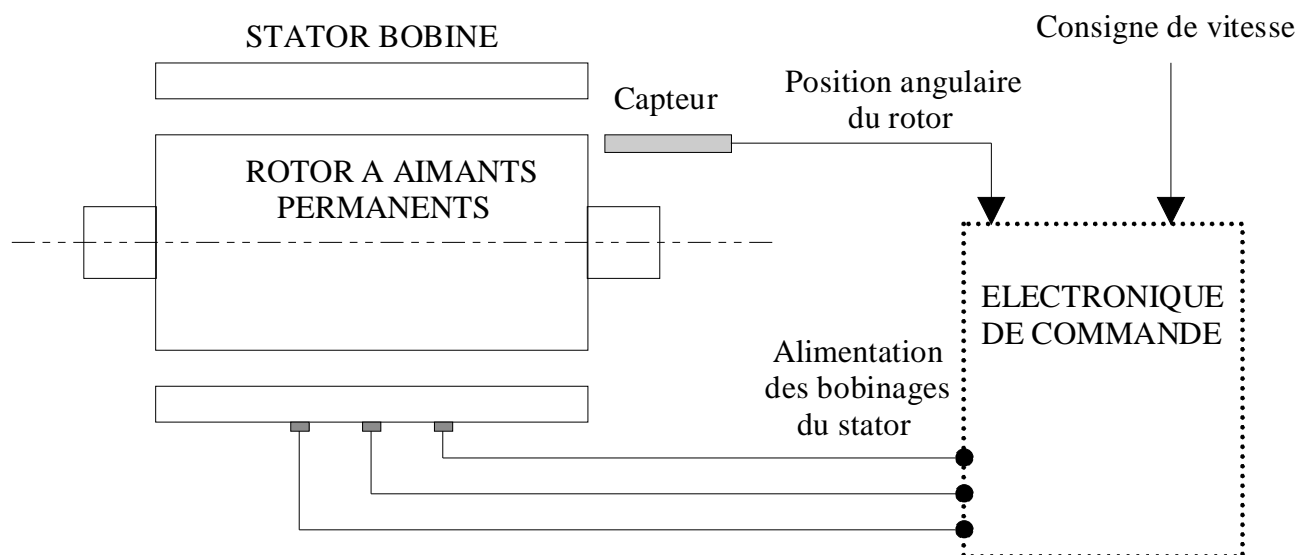 STATOR BOBINE
Consigne de vitesse
Capteur
Position angulaire
du rotor
ROTOR A AIMANTS
PERMANENTS
ELECTRONIQUE
DE COMMANDE
Alimentation
des bobinages
du stator